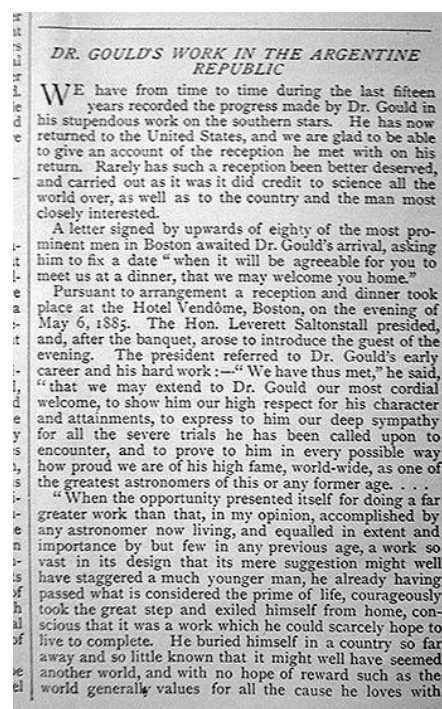 DR. GOULD'S WORK IN THE ARGENTINE
REPUBLIC
WE have from time to time during the last fifteen
years recorded the progress made by Dr. Gould in
his stupendous work on the southern stars. He has now
returned to the United States, and we are glad to be able
to give an account of the reception he met with on his
return. Rarely has such a reception been better deserved,
and carried out as it was it did credit to science all the
world over, as well as to the country and the man most
closely interested.
A letter signed by upwards of eighty of the most pro-
minent men in Boston awaited Dr. Gould's arrival, asking
him to fix a date "when it will be agreeable for you to
meet us at a dinner, that we may welcome you home."
Pursuant to arrangement a reception and dinner took
place at the Hotel Vendôme, Boston, on the evening of
May 6, 1885. The Hon. Leverett Saltonstall presided,
and, after the banquet, arose to introduce the guest of the
evening. The president referred to Dr. Gould's early
career and his hard work:—"We have thus met," he said,
"that we may extend to Dr. Gould our most cordial
welcome, to show him our high respect for his character
and attainments, to express to him our deep sympathy
for all the severe trials he has been called upon to
encounter, and to prove to him in every possible way
how proud we are of his high fame, world-wide, as one of
the greatest astronomers of this or any former age. . . .
"When the opportunity presented itself for doing a far
greater work than that, in my opinion, accomplished by
any astronomer now living, and equalled in extent and
importance by but few in any previous age, a work so
vast in its design that its mere suggestion might well
have staggered a much younger man, he already having
passed what is considered the prime of life, courageously
took the great step and exiled himself from home, con-
scious that it was a work which he could scarcely hope to
live to complete. He buried himself in a country so far
away and so little known that it might well have seemed
another world, and with no hope of reward such as the
world generally values for all the cause he loves with